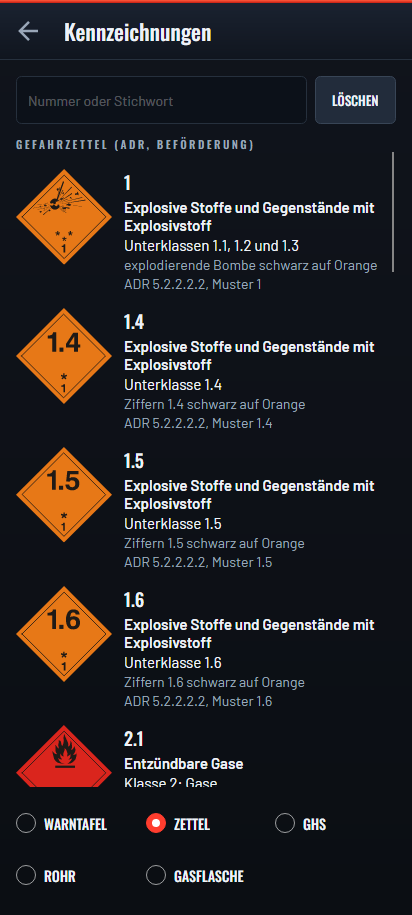 Kennzeichnungen
Nummer oder Stichwort
LÖSCHEN
GEFAHRZETTEL (ADR, BEFÖRDERUNG)
* *
*
1
1
Explosive Stoffe und Gegenstände mit
Explosivstoff
Unterklassen 1.1, 1.2 und 1.3
explodierende Bombe schwarz auf Orange
ADR 5.2.2.2.2, Muster 1
1.4
*
1
1.4
Explosive Stoffe und Gegenstände mit
Explosivstoff
Unterklasse 1.4
Ziffern 1.4 schwarz auf Orange
ADR 5.2.2.2.2, Muster 1.4
1.5
*
1
1.5
Explosive Stoffe und Gegenstände mit
Explosivstoff
Unterklasse 1.5
Ziffern 1.5 schwarz auf Orange
ADR 5.2.2.2.2, Muster 1.5
1.6
*
1
1.6
Explosive Stoffe und Gegenstände mit
Explosivstoff
Unterklasse 1.6
Ziffern 1.6 schwarz auf Orange
ADR 5.2.2.2.2, Muster 1.6
2.1
Entzündbare Gase
Klasse 2: Gase
WARNTAFEL
ZETTEL
GHS
ROHR
GASFLASCHE